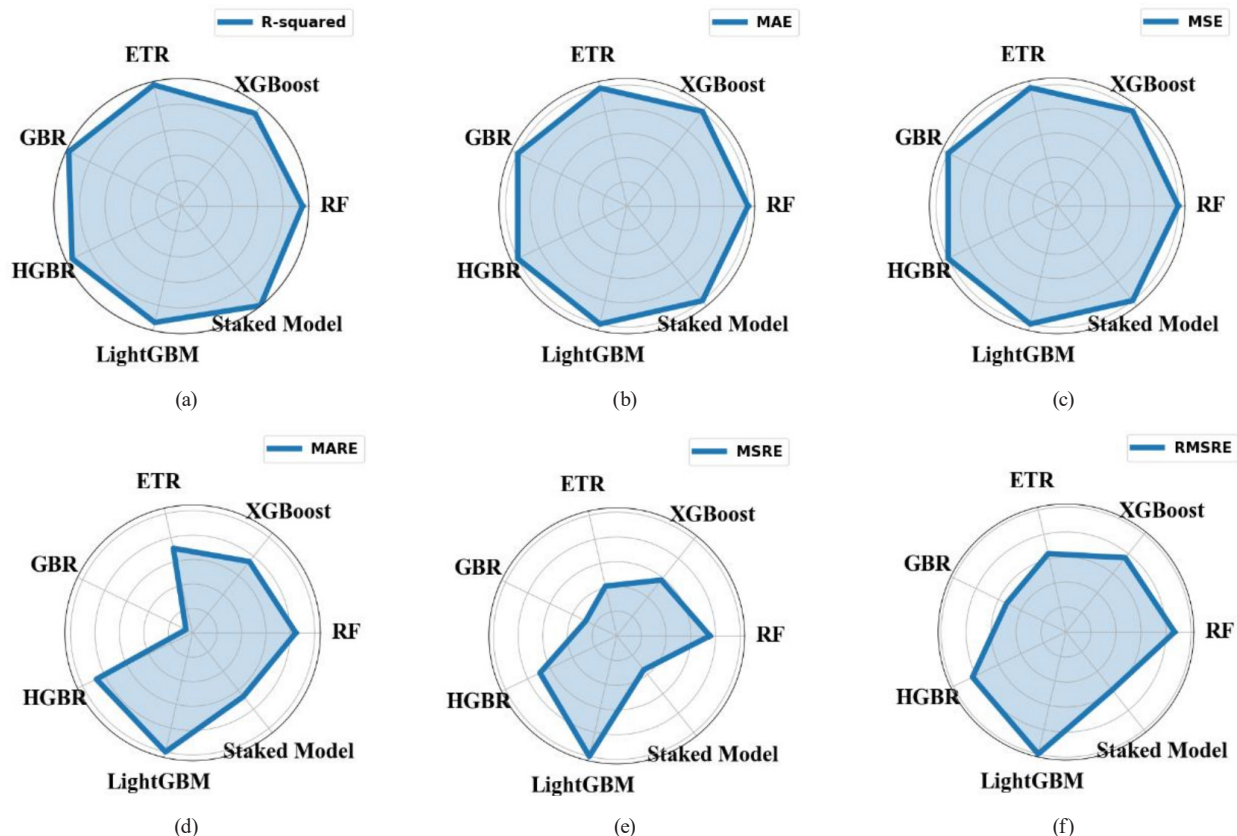 R-squared
ETR
XGBoost
GBR
RF
HGBR
Staked Model
LightGBM
(a)
MAE
ETR
XGBoost
GBR
RF
HGBR
Staked Model
LightGBM
(b)
MSE
ETR
XGBoost
GBR
RF
HGBR
Staked Model
LightGBM
(c)
MARE
ETR
XGBoost
GBR
RF
HGBR
Staked Model
LightGBM
(d)
MSRE
ETR
XGBoost
GBR
RF
HGBR
Staked Model
LightGBM
(e)
RMSRE
ETR
XGBoost
GBR
RF
HGBR
Staked Model
LightGBM
(f)